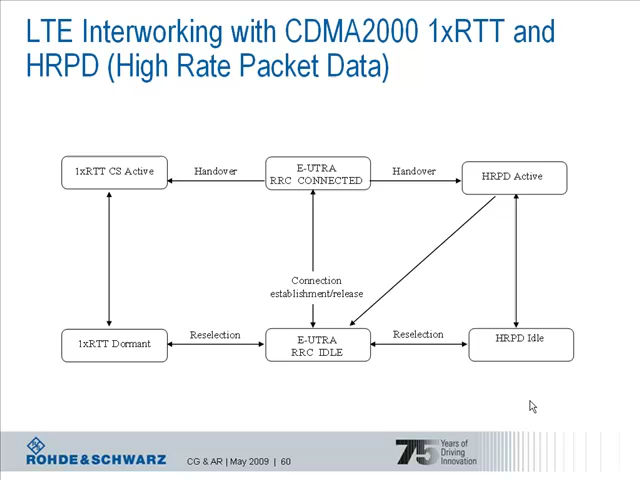 LTE Interworking with CDMA2000 1xRTT and
HRPD (High Rate Packet Data)
1xRTT CS Active
Handover
E-UTRA
RRC CONNECTED
Handover
HRPD Active
Connection
establishment/release
1xRTT Dormant
Reselection
E-UTRA
RRC IDLE
Reselection
HRPD Idle
ROHDE&SCHWARZ
CG & AR | May 2009 | 60
75
Years of
Driving
Innovation